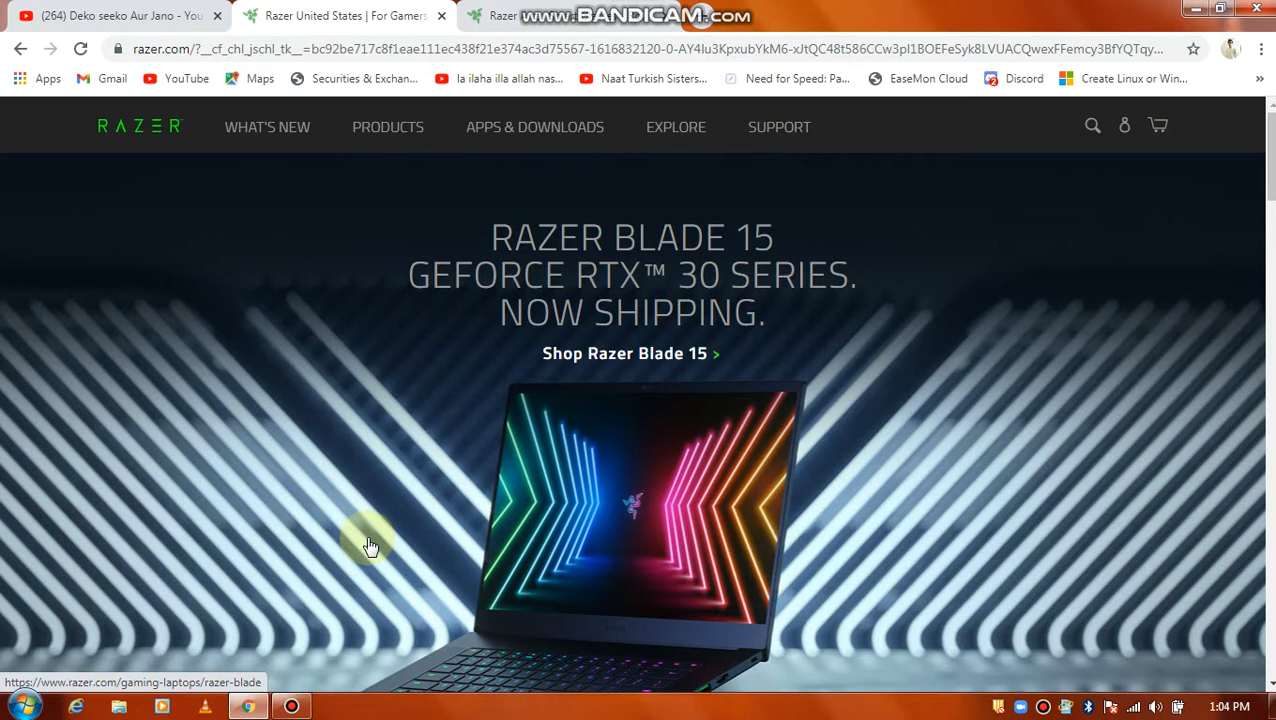 (264) Deko seeko Aur Jano - You
Razer United States | For Gamers
Raz
www.BANDICAM.com
razer.com/?__cf_chl_jschl_tk__=bc92be717c8f1eae111ec438f21e374ac3d75567-1616832120-0-AY4Iu3KpxubYkM6-xJtQC48t586CCw3pI1BOEFeSyk8LVUACQwexFFemcy3BfYQTqy...
Apps
Gmail
YouTube
Maps
Securities & Exchan...
la ilaha illa allah nas...
Naat Turkish Sisters...
Need for Speed: Pa...
EaseMon Cloud
Discord
Create Linux or Win...
»
RAZER
WHAT'S NEW
PRODUCTS
APPS & DOWNLOADS
EXPLORE
SUPPORT
RAZER BLADE 15
GEFORCE RTX™ 30 SERIES.
NOW SHIPPING.
Shop Razer Blade 15 >
https://www.razer.com/gaming-laptops/razer-blade
1:04 PM